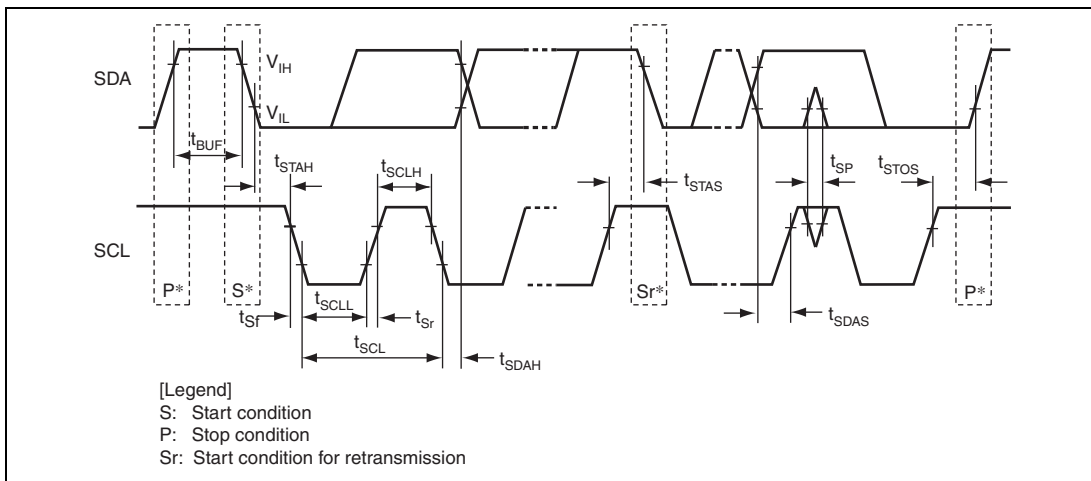 SDA
V_IH
V_IL
t_BUF
t_STAH
t_SCLH
t_STAS
t_SP
t_STOS
SCL
P*
S*
Sr*
P*
t_Sf
t_SCLL
t_Sr
t_SCL
t_SDAH
t_SDAS
[Legend]
S: Start condition
P: Stop condition
Sr: Start condition for retransmission